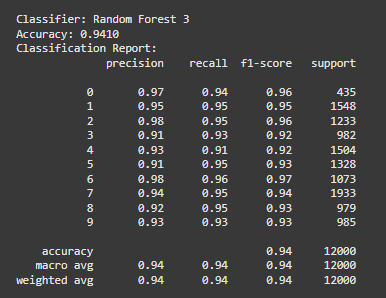 Classifier: Random Forest 3
Accuracy: 0.9410
Classification Report:
precision recall f1-score support
0 0.97 0.94 0.96 435
1 0.95 0.95 0.95 1548
2 0.98 0.95 0.96 1233
3 0.91 0.93 0.92 982
4 0.93 0.91 0.92 1504
5 0.91 0.95 0.93 1328
6 0.98 0.96 0.97 1073
7 0.94 0.95 0.94 1933
8 0.92 0.95 0.93 979
9 0.93 0.93 0.93 985
accuracy 0.94 12000
macro avg 0.94 0.94 0.94 12000
weighted avg 0.94 0.94 0.94 12000